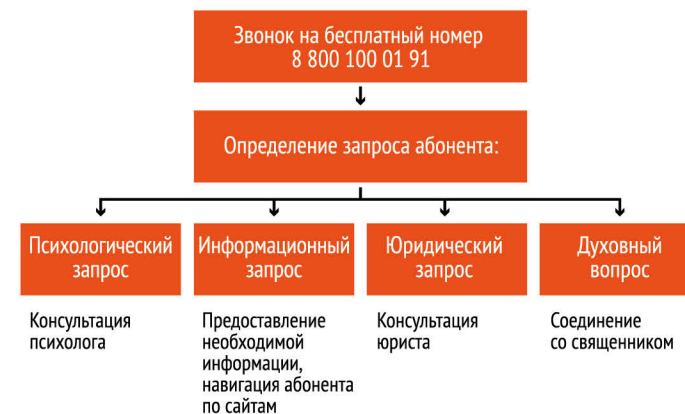 Звонок на бесплатный номер
8 800 100 01 91
Определение запроса абонента:
Психологический
запрос
Информационный
запрос
Юридический
запрос
Духовный
вопрос
Консультация
психолога
Предоставление
необходимой
информации,
навигация абонента
по сайтам
Консультация
юриста
Соединение
со священником